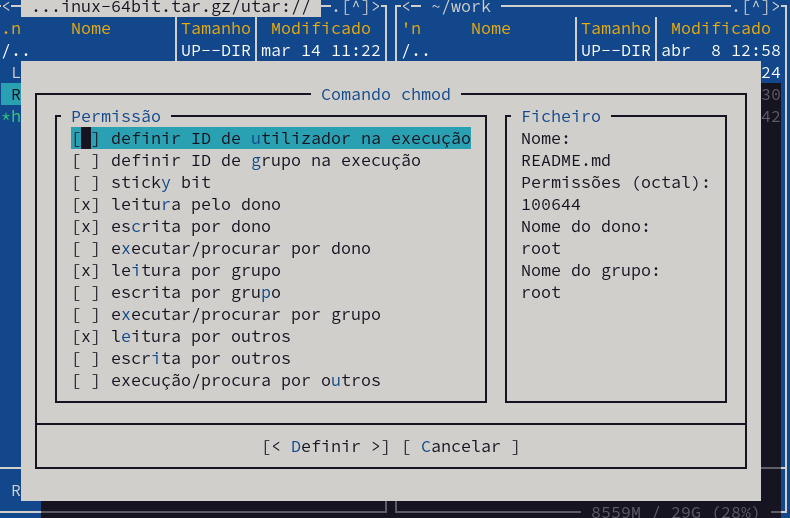 <─ ...inux-64bit.tar.gz/utar:// ─.[^]>
<─ ~/work ─.[^]>
.n Nome Tamanho Modificado
'n Nome Tamanho Modificado
/.. UP--DIR mar 14 11:22
/.. UP--DIR abr  8 12:58
L 24
R 30
*h 42
Comando chmod
Permissão
[ ] definir ID de utilizador na execução
[ ] definir ID de grupo na execução
[ ] sticky bit
[x] leitura pelo dono
[x] escrita por dono
[ ] executar/procurar por dono
[x] leitura por grupo
[ ] escrita por grupo
[ ] executar/procurar por grupo
[x] leitura por outros
[ ] escrita por outros
[ ] execução/procura por outros
Ficheiro
Nome:
README.md
Permissões (octal):
100644
Nome do dono:
root
Nome do grupo:
root
[< Definir >] [ Cancelar ]
R
8559M / 29G (28%)